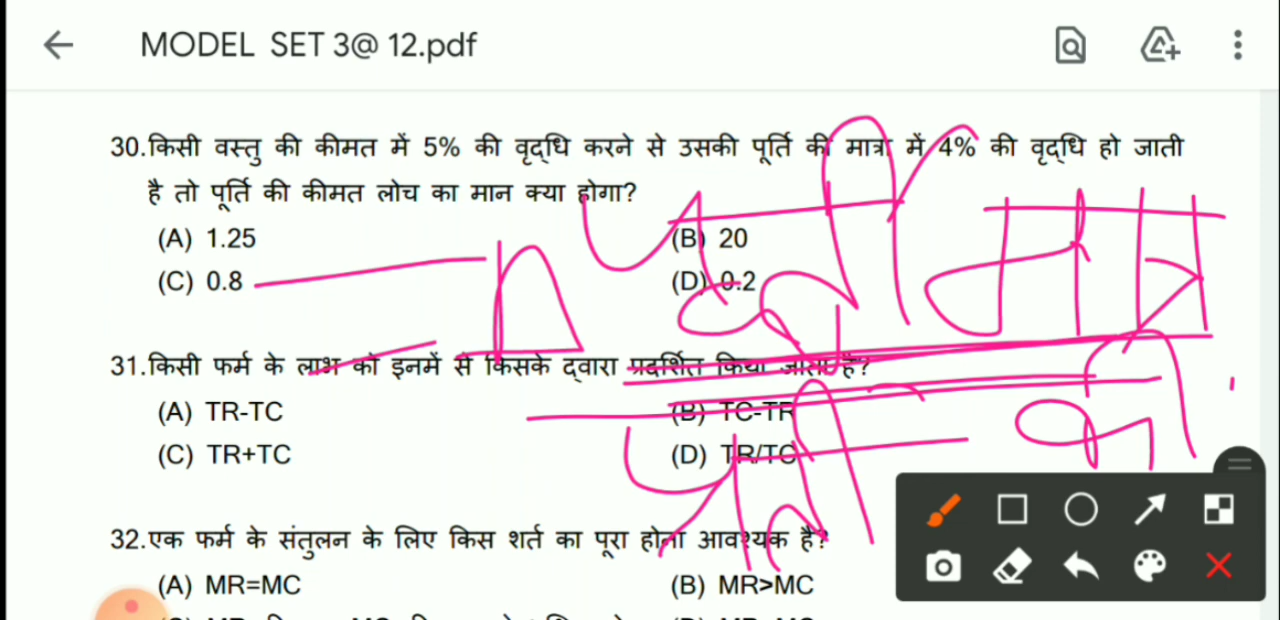 MODEL SET 3@ 12.pdf
30.किसी वस्तु की कीमत में 5% की वृद्धि करने से उसकी पूर्ति की मात्रा में 4% की वृद्धि हो जाती
है तो पूर्ति की कीमत लोच का मान क्या होगा?
(A) 1.25 (B) 20
(C) 0.8 (D) 0.2
31.किसी फर्म के लाभ को इनमें से किसके द्वारा प्रदर्शित किया जाता है?
(A) TR-TC (B) TC-TR
(C) TR+TC (D) TR/TC
32.एक फर्म के संतुलन के लिए किस शर्त का पूरा होना आवश्यक है?
(A) MR=MC (B) MR>MC